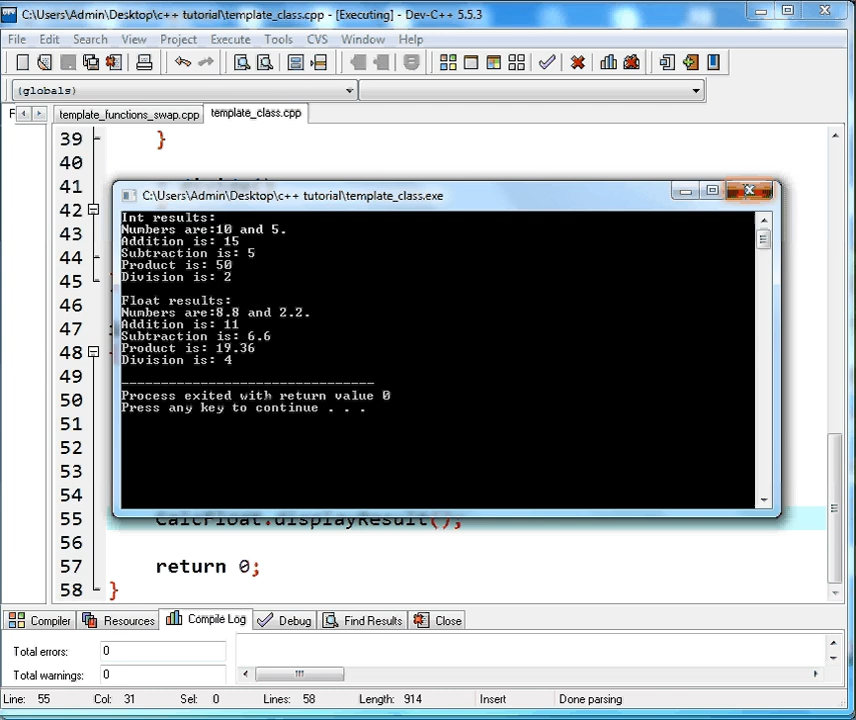 C:\Users\Admin\Desktop\c++ tutorial\template_class.cpp - [Executing] - Dev-C++ 5.5.3
File Edit Search View Project Execute Tools CVS Window Help
(globals)
template_functions_swap.cpp template_class.cpp
39 }
40
41
C:\Users\Admin\Desktop\c++ tutorial\template_class.exe
42
43
44
45
46
47
48
49
50
51
52
53
54
Int results:
Numbers are:10 and 5.
Addition is: 15
Subtraction is: 5
Product is: 50
Division is: 2
Float results:
Numbers are:8.8 and 2.2.
Addition is: 11
Subtraction is: 6.6
Product is: 19.36
Division is: 4
--------------------------------
Process exited with return value 0
Press any key to continue . . .
55 CalcFloat.displayResult();
56
57 return 0;
58 }
Compiler Resources Compile Log Debug Find Results Close
Total errors: 0
Total warnings: 0
Line: 55 Col: 31 Sel: 0 Lines: 58 Length: 914 Insert Done parsing